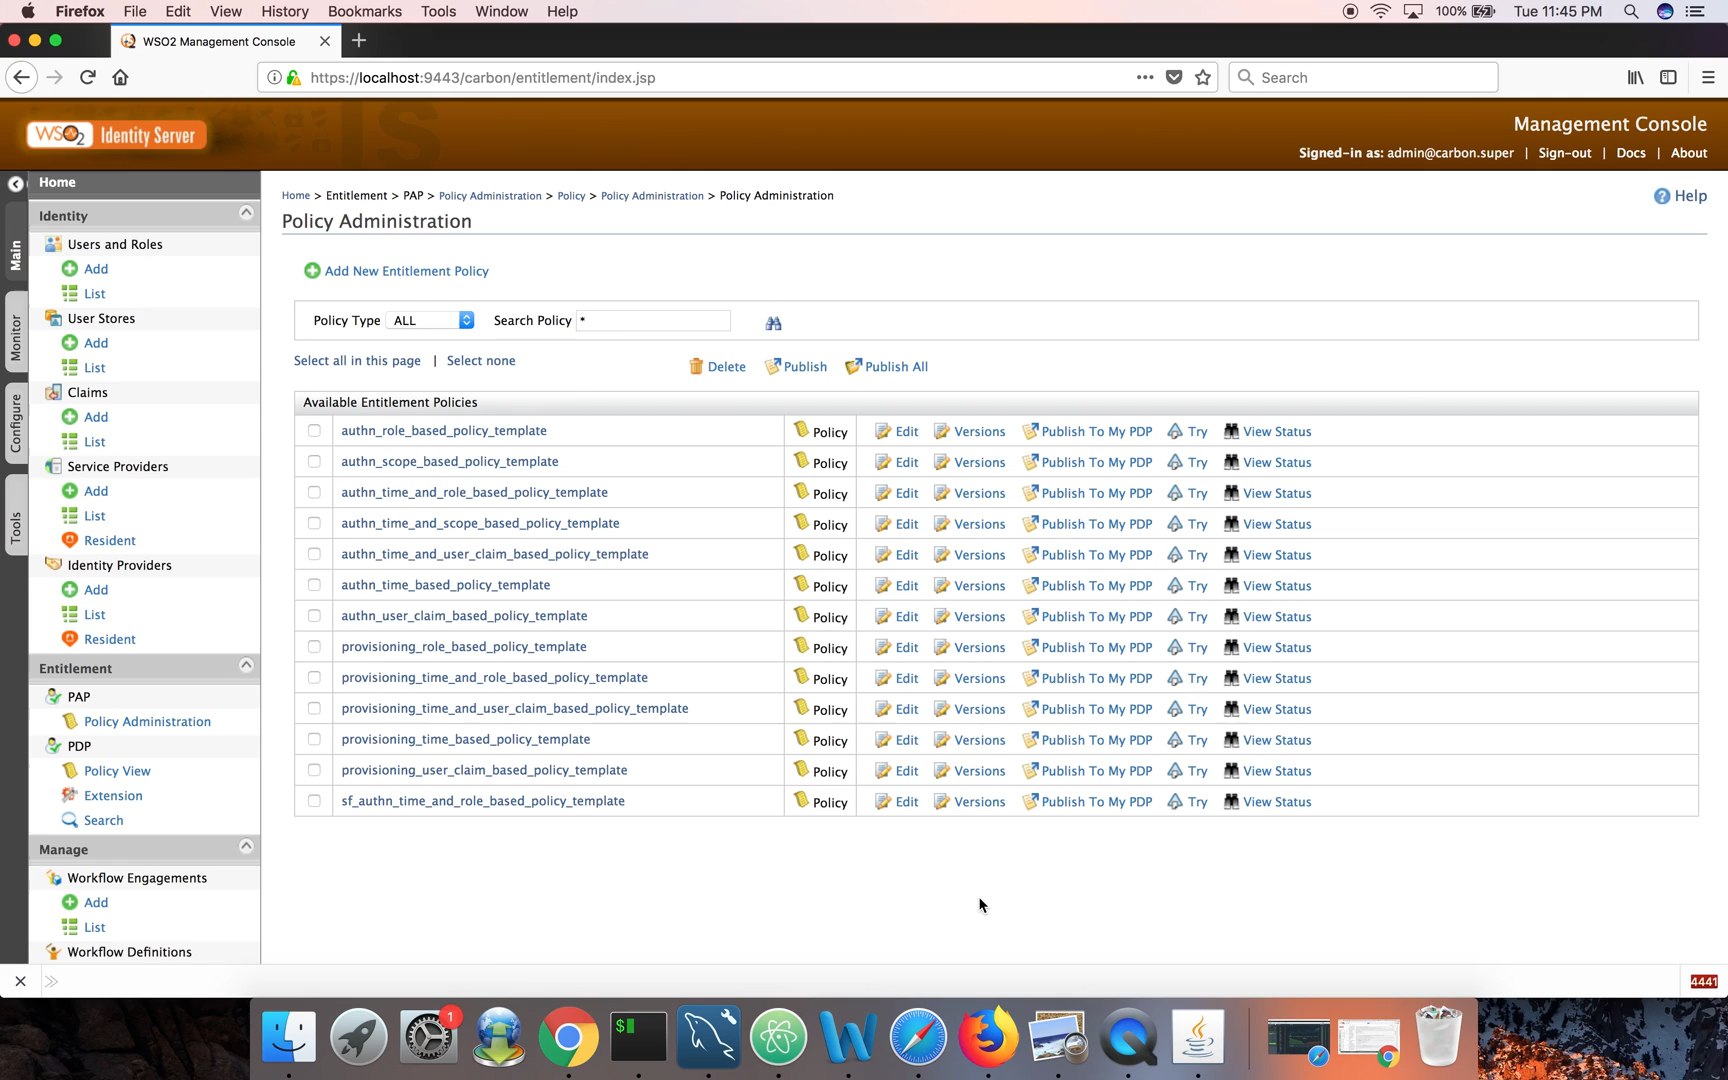 Firefox File Edit View History Bookmarks Tools Window Help 100% Tue 11:45 PM
WSO2 Management Console
https://localhost:9443/carbon/entitlement/index.jsp
Search
WSO2 Identity Server
Management Console
Signed-in as: admin@carbon.super | Sign-out | Docs | About
Main
Monitor
Configure
Tools
Home
Identity
Users and Roles
Add
List
User Stores
Add
List
Claims
Add
List
Service Providers
Add
List
Resident
Identity Providers
Add
List
Resident
Entitlement
PAP
Policy Administration
PDP
Policy View
Extension
Search
Manage
Workflow Engagements
Add
List
Workflow Definitions
Home > Entitlement > PAP > Policy Administration > Policy > Policy Administration > Policy Administration
Help
Policy Administration
Add New Entitlement Policy
Policy Type ALL Search Policy *
Select all in this page | Select none Delete Publish Publish All
Available Entitlement Policies
authn_role_based_policy_template Policy Edit Versions Publish To My PDP Try View Status
authn_scope_based_policy_template Policy Edit Versions Publish To My PDP Try View Status
authn_time_and_role_based_policy_template Policy Edit Versions Publish To My PDP Try View Status
authn_time_and_scope_based_policy_template Policy Edit Versions Publish To My PDP Try View Status
authn_time_and_user_claim_based_policy_template Policy Edit Versions Publish To My PDP Try View Status
authn_time_based_policy_template Policy Edit Versions Publish To My PDP Try View Status
authn_user_claim_based_policy_template Policy Edit Versions Publish To My PDP Try View Status
provisioning_role_based_policy_template Policy Edit Versions Publish To My PDP Try View Status
provisioning_time_and_role_based_policy_template Policy Edit Versions Publish To My PDP Try View Status
provisioning_time_and_user_claim_based_policy_template Policy Edit Versions Publish To My PDP Try View Status
provisioning_time_based_policy_template Policy Edit Versions Publish To My PDP Try View Status
provisioning_user_claim_based_policy_template Policy Edit Versions Publish To My PDP Try View Status
sf_authn_time_and_role_based_policy_template Policy Edit Versions Publish To My PDP Try View Status
4441
1
$
W